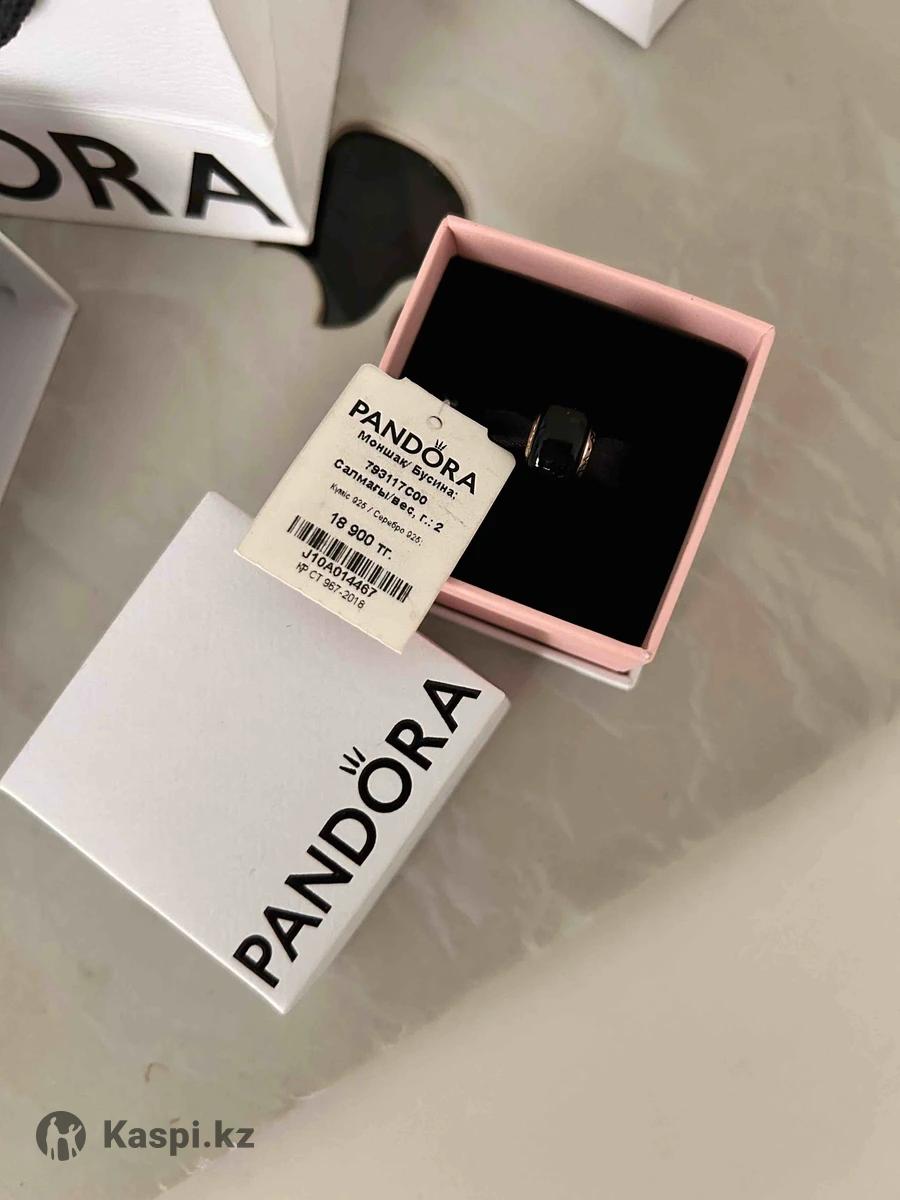 ORA
PANDORA
Моншақ/ Бусина:
793117C00
Салмағы/вес, г.: 2
Күміс 925 / Серебро 925;
18 900 тг.
J10A014467
ҚР СТ 967-2018
PANDORA
Kaspi.kz